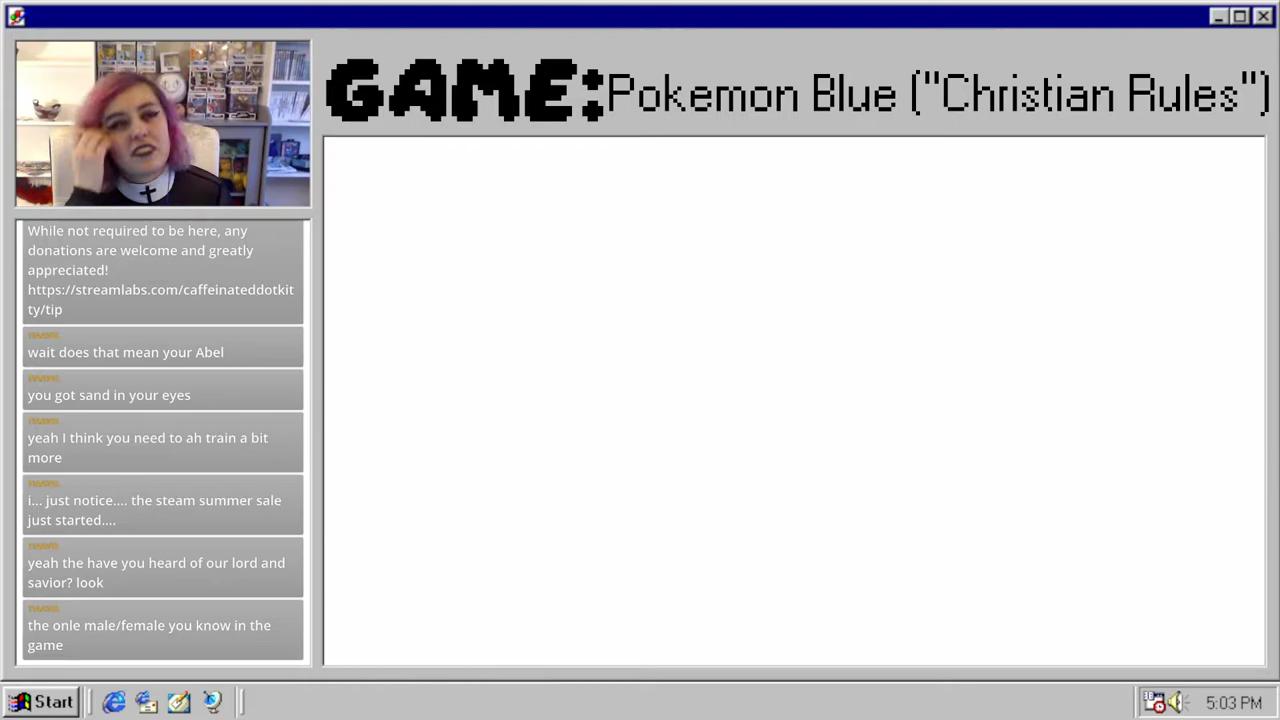 GAME: Pokemon Blue ("Christian Rules")
While not required to be here, any
donations are welcome and greatly
appreciated!
https://streamlabs.com/caffeinateddotkit
ty/tip
wait does that mean your Abel
you got sand in your eyes
yeah I think you need to ah train a bit
more
i... just notice.... the steam summer sale
just started....
yeah the have you heard of our lord and
savior? look
the onle male/female you know in the
game
Start
5:03 PM